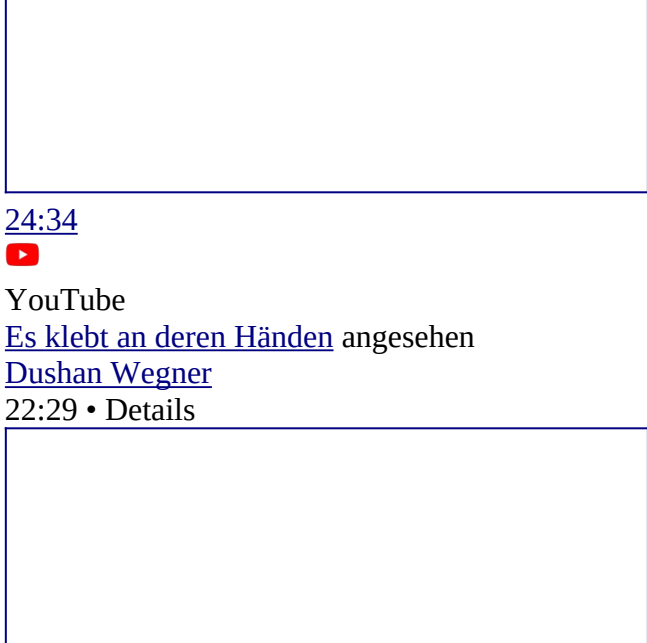 24:34
YouTube
Es klebt an deren Händen angesehen
Dushan Wegner
22:29 • Details